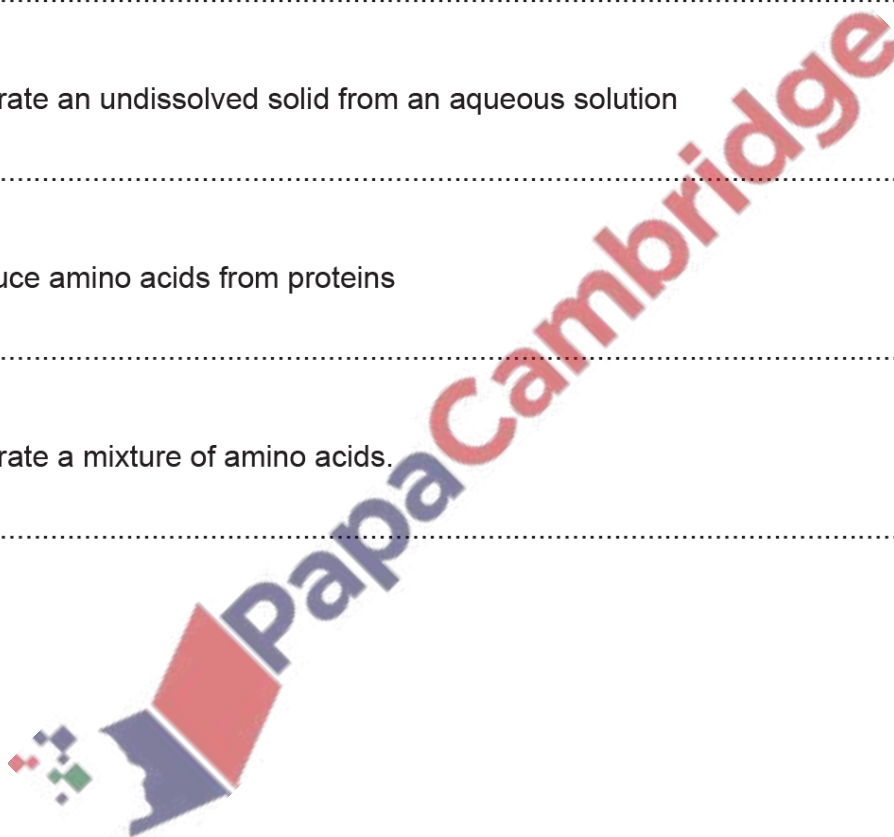 rate an undissolved solid from an aqueous solution
uce amino acids from proteins
rate a mixture of amino acids.
PapaCambridge